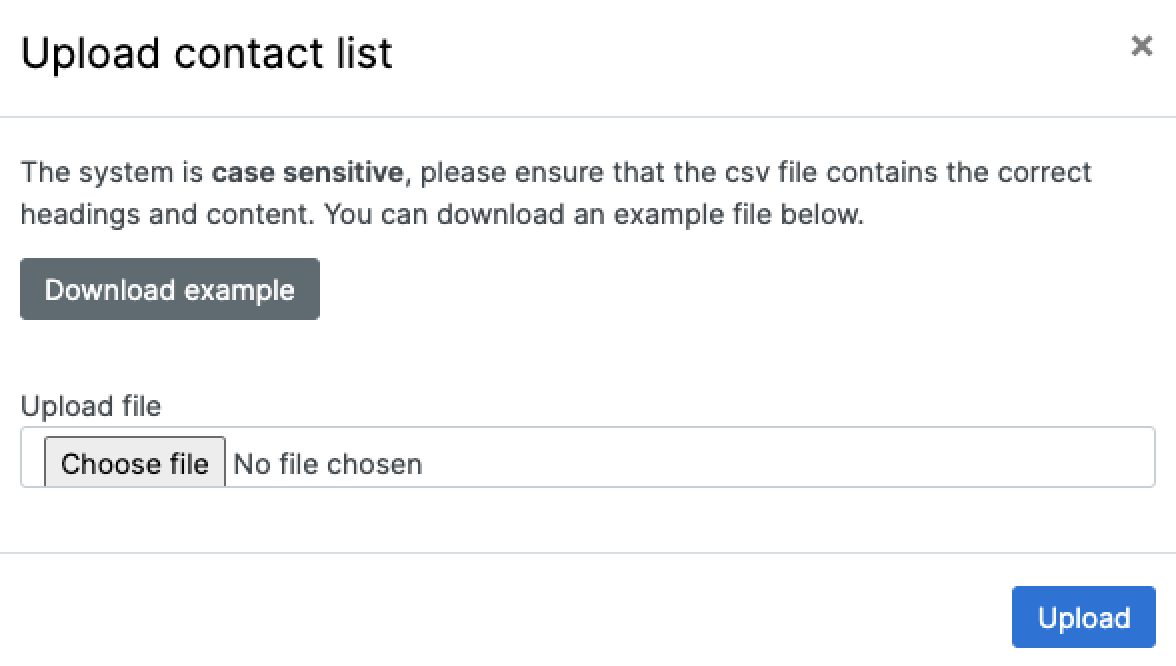 Upload contact list
×
The system is case sensitive, please ensure that the csv file contains the correct
headings and content. You can download an example file below.
Download example
Upload file
Choose file No file chosen
Upload